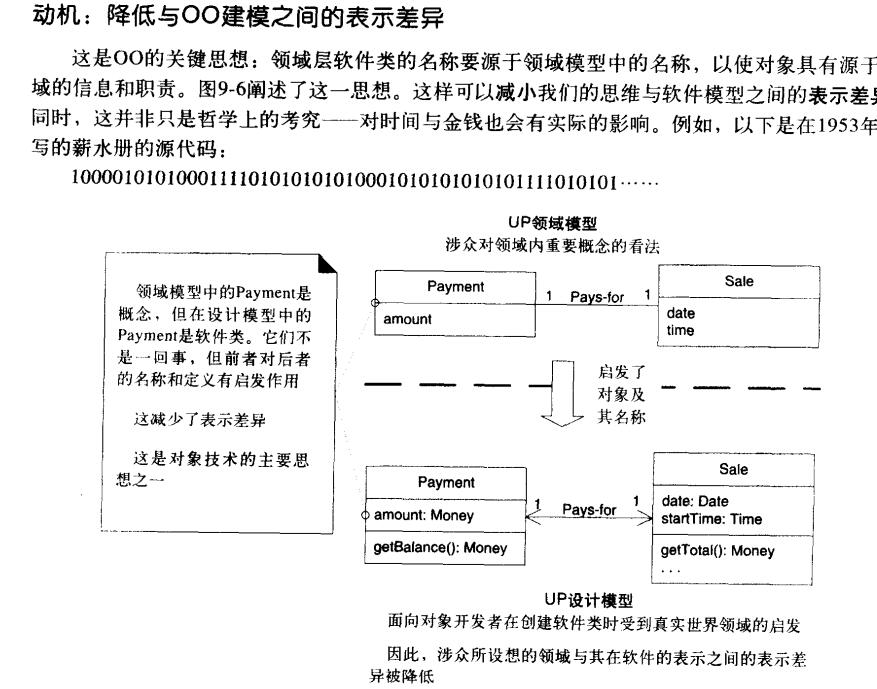 动机：降低与OO建模之间的表示差异
这是OO的关键思想：领域层软件类的名称要源于领域模型中的名称，以使对象具有源于
域的信息和职责。图9-6阐述了这一思想。这样可以减小我们的思维与软件模型之间的表示差异
同时，这并非只是哲学上的考究——对时间与金钱也会有实际的影响。例如，以下是在1953年
写的薪水册的源代码：
1000010101000111101010101010001010101010101111010101……
UP领域模型
涉众对领域内重要概念的看法
领域模型中的Payment是
概念，但在设计模型中的
Payment是软件类。它们不
是一回事，但前者对后者
的名称和定义有启发作用
这减少了表示差异
这是对象技术的主要思
想之一
Payment
amount
1 Pays-for 1
Sale
date
time
启发了
对象及
其名称
Payment
amount: Money
getBalance(): Money
1 Pays-for 1
Sale
date: Date
startTime: Time
getTotal(): Money
. . .
UP设计模型
面向对象开发者在创建软件类时受到真实世界领域的启发
因此，涉众所设想的领域与其在软件的表示之间的表示差
异被降低